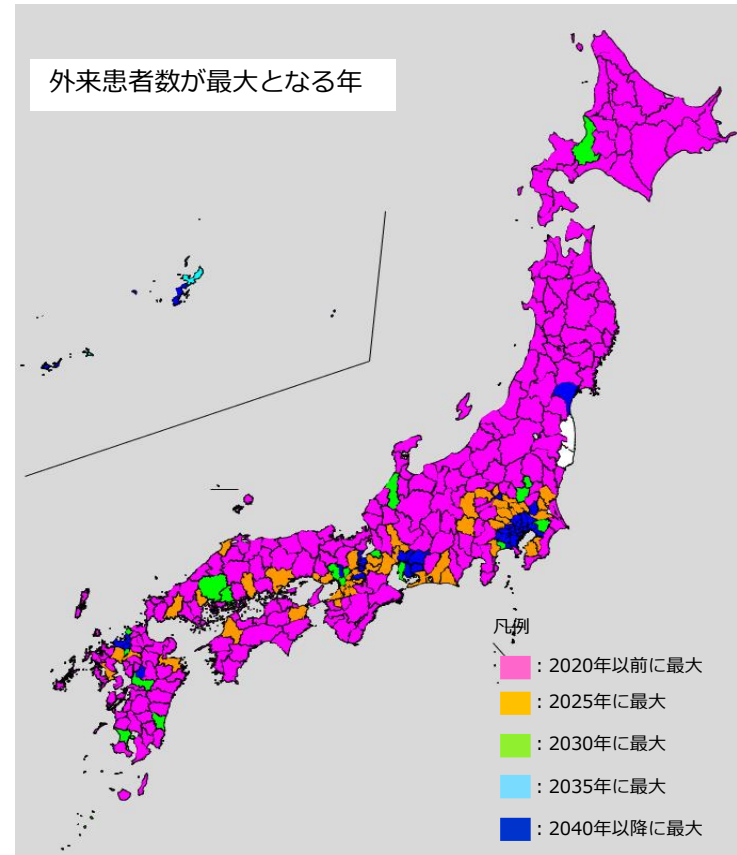 外来患者数が最大となる年
凡例
：2020年以前に最大
：2025年に最大
：2030年に最大
：2035年に最大
：2040年以降に最大